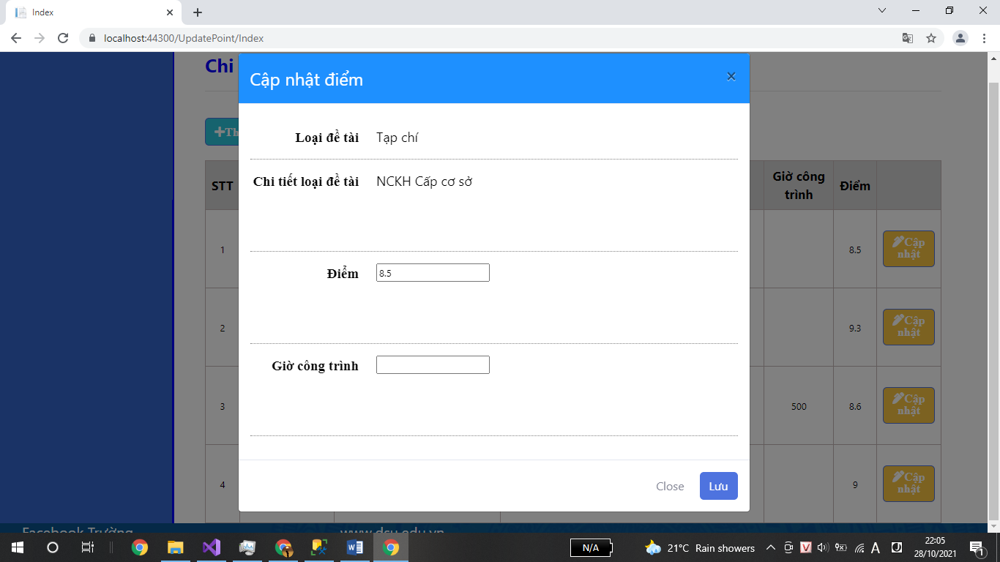 Index
localhost:44300/UpdatePoint/Index
Chi
Cập nhật điểm
×
Th
Loại đề tài Tạp chí
Chi tiết loại đề tài NCKH Cấp cơ sở
STT Giờ công trình Điểm
1 8.5 Cập nhật
Điểm 8.5
2 9.3 Cập nhật
Giờ công trình
3 500 8.6 Cập nhật
4 9 Cập nhật
Close Lưu
Facebook Trường www.dsu.edu.vn
N/A
21°C Rain showers
V
A
22:05
28/10/2021
1